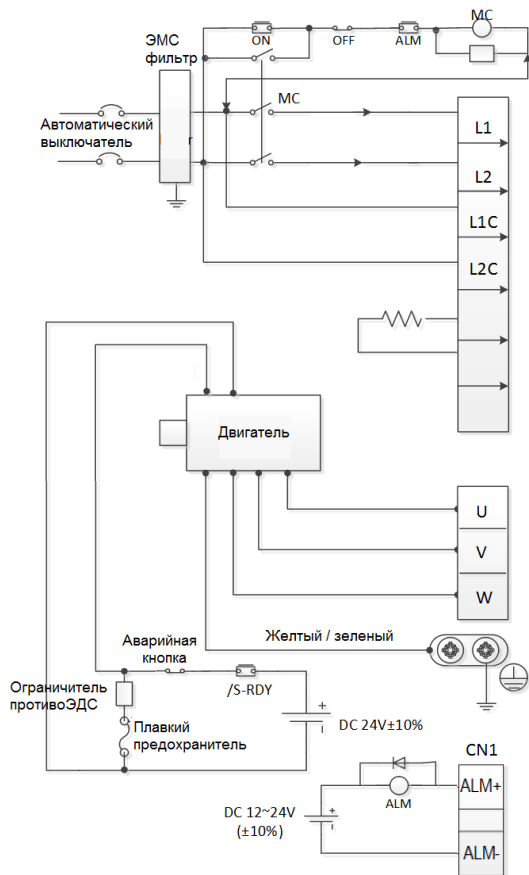 MC
ON
OFF
ALM
ЭМС
фильтр
MC
Автоматический
выключатель
г
L1
L2
L1C
L2C
Двигатель
U
V
W
Желтый / зеленый
Аварийная
кнопка
/S-RDY
Ограничитель
противоЭДС
Плавкий
предохранитель
+
DC 24V±10%
CN1
ALM+
ALM
+
DC 12~24V
(±10%)
ALM-